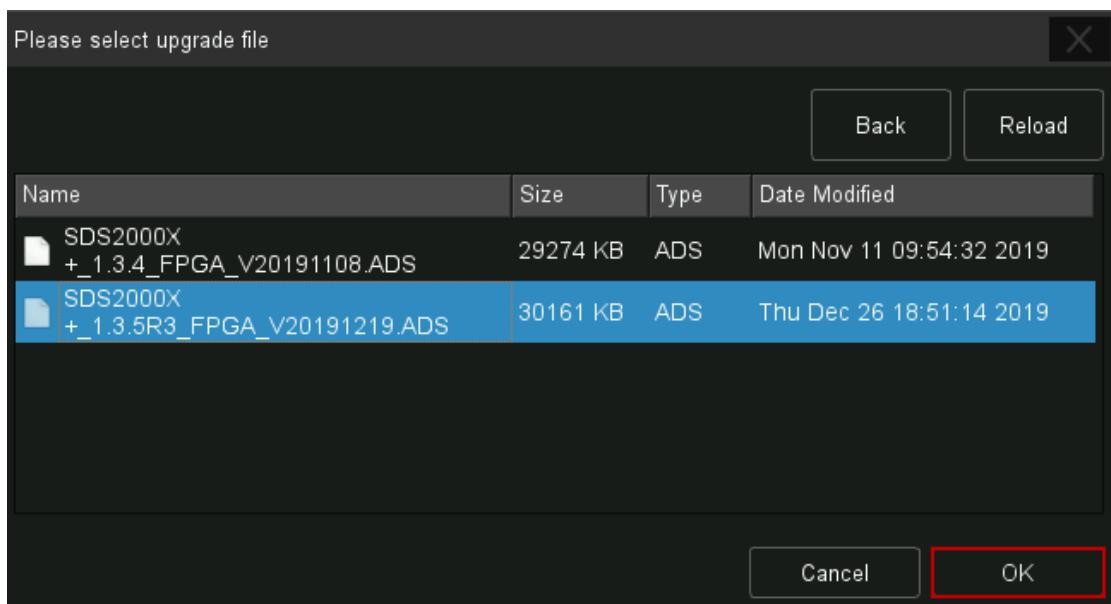 Please select upgrade file
Back Reload
Name Size Type Date Modified
SDS2000X
+_1.3.4_FPGA_V20191108.ADS 29274 KB ADS Mon Nov 11 09:54:32 2019
SDS2000X
+_1.3.5R3_FPGA_V20191219.ADS 30161 KB ADS Thu Dec 26 18:51:14 2019
Cancel OK